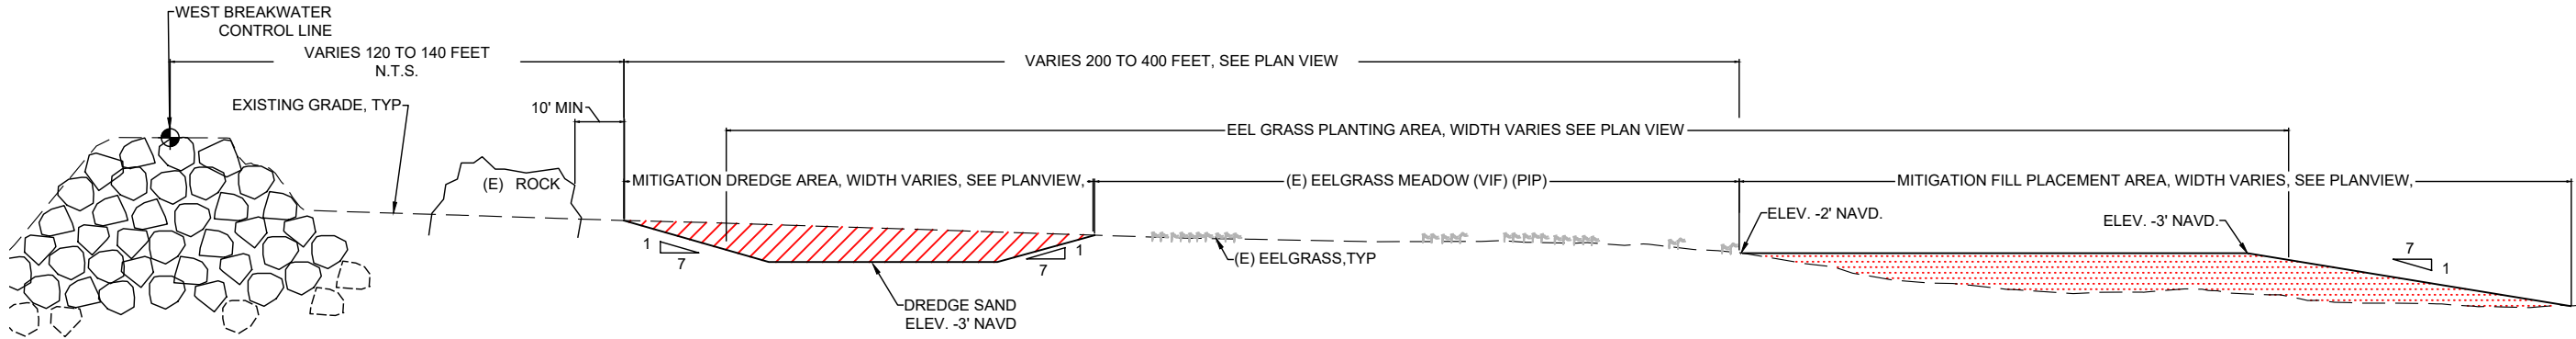 WEST BREAKWATER
CONTROL LINE
VARIES 120 TO 140 FEET
N.T.S.
VARIES 200 TO 400 FEET, SEE PLAN VIEW
EXISTING GRADE, TYP
10' MIN
EEL GRASS PLANTING AREA, WIDTH VARIES SEE PLAN VIEW
(E) ROCK
MITIGATION DREDGE AREA, WIDTH VARIES, SEE PLANVIEW,
(E) EELGRASS MEADOW (VIF) (PIP)
MITIGATION FILL PLACEMENT AREA, WIDTH VARIES, SEE PLANVIEW,
ELEV. -2' NAVD.
ELEV. -3' NAVD.
1
7
1
7
(E) EELGRASS,TYP
7
1
DREDGE SAND
ELEV. -3' NAVD